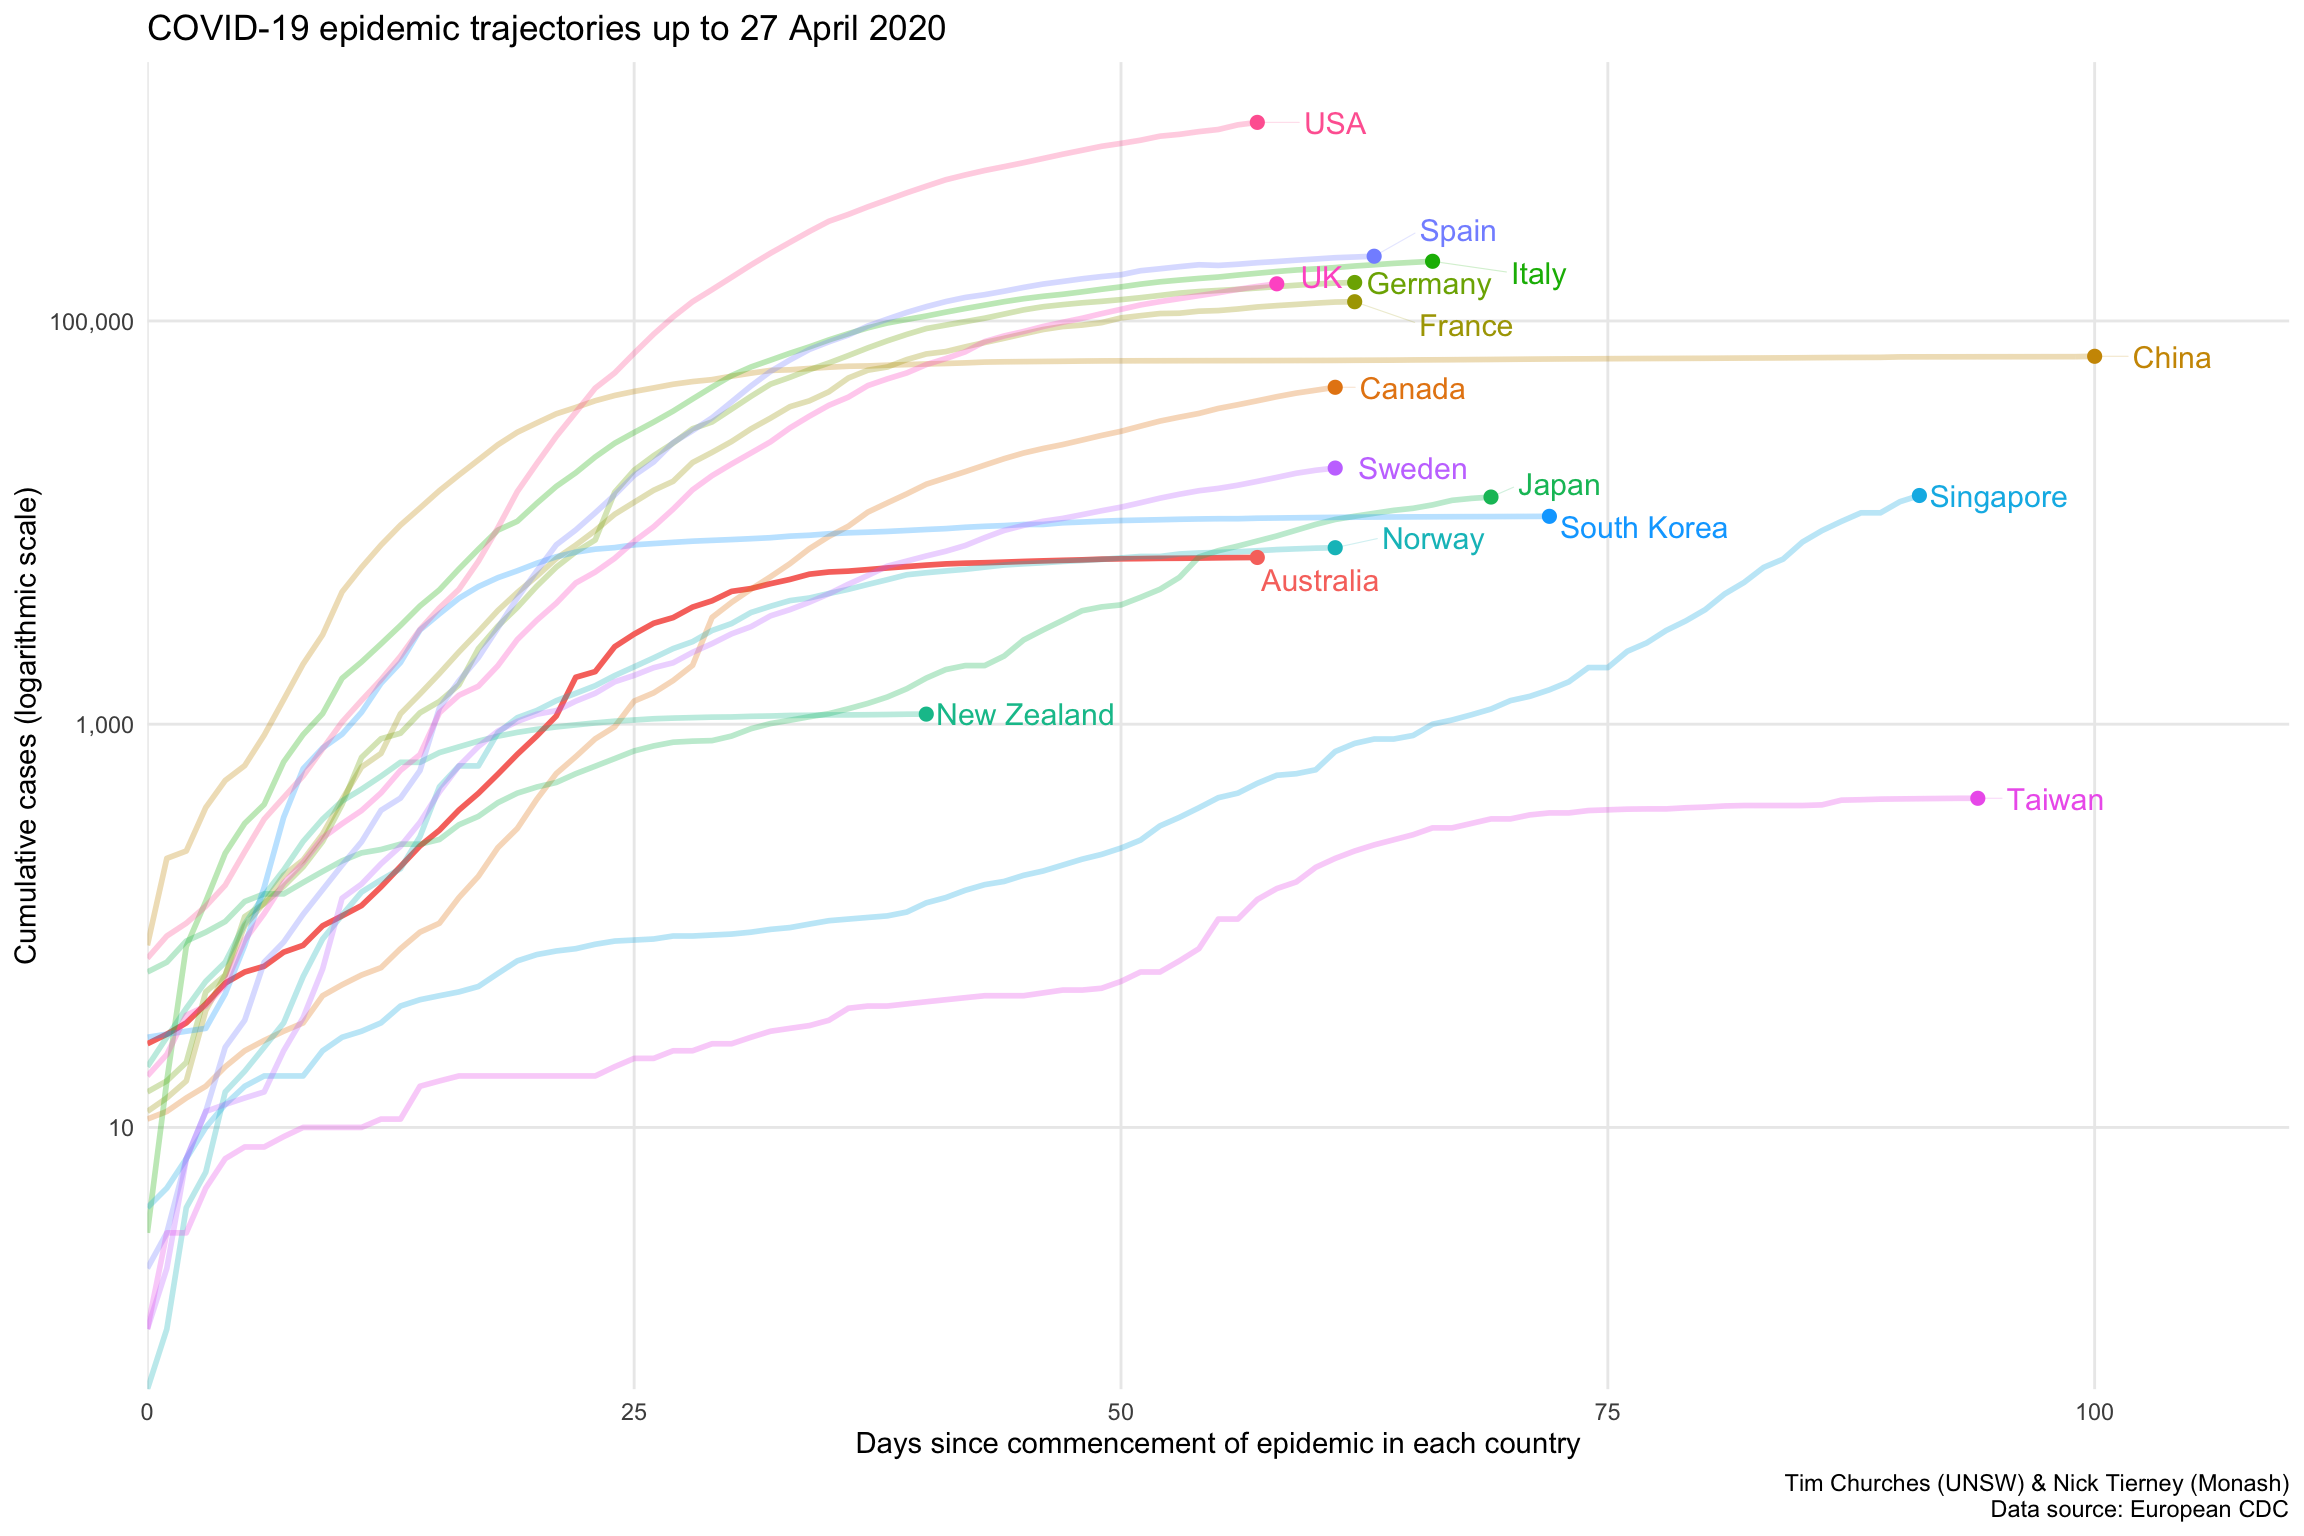 COVID-19 epidemic trajectories up to 27 April 2020
USA
Spain
Italy
UK
Germany
100,000
France
China
Canada
Sweden
Japan
Singapore
South Korea
Norway
Australia
1,000
New Zealand
Taiwan
10
Cumulative cases (logarithmic scale)
0 25 50 75 100
Days since commencement of epidemic in each country
Tim Churches (UNSW) & Nick Tierney (Monash)
Data source: European CDC